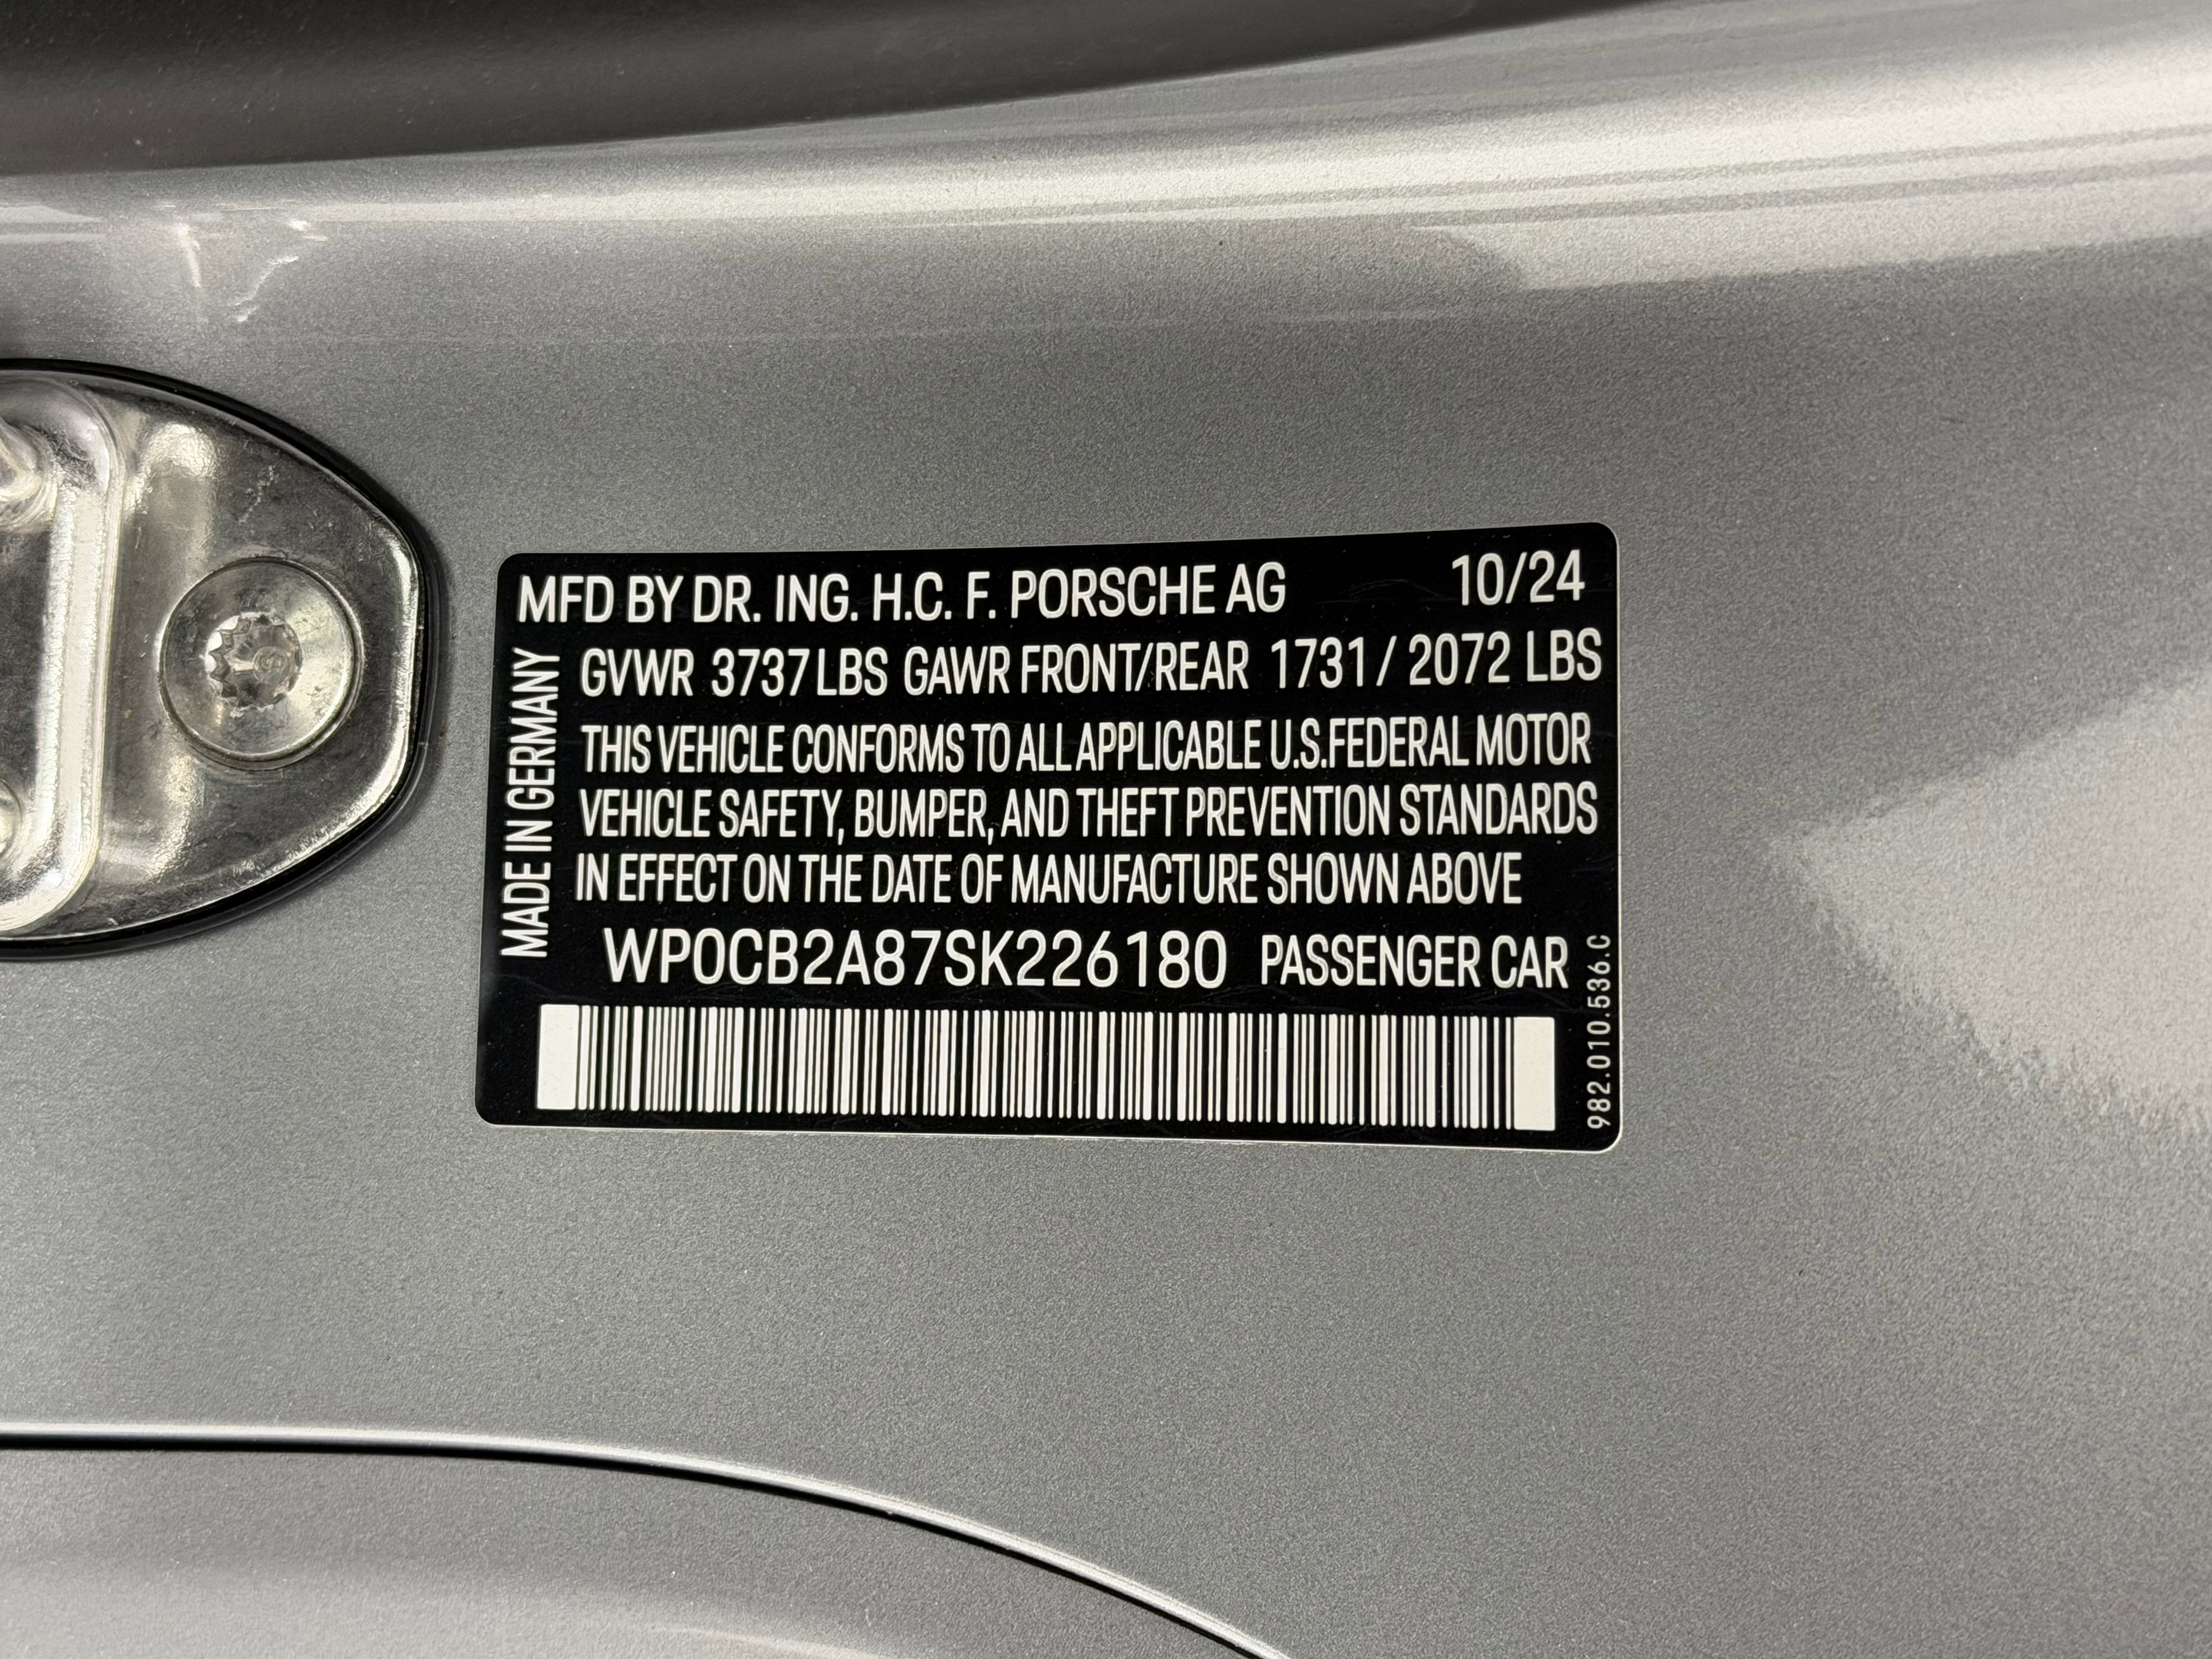 MFD BY DR. ING. H.C. F. PORSCHE AG 10/24
GVWR 3737 LBS GAWR FRONT/REAR 1731 / 2072 LBS
THIS VEHICLE CONFORMS TO ALL APPLICABLE U.S.FEDERAL MOTOR
VEHICLE SAFETY, BUMPER, AND THEFT PREVENTION STANDARDS
IN EFFECT ON THE DATE OF MANUFACTURE SHOWN ABOVE
WP0CB2A87SK226180 PASSENGER CAR
MADE IN GERMANY
982.010.536.C